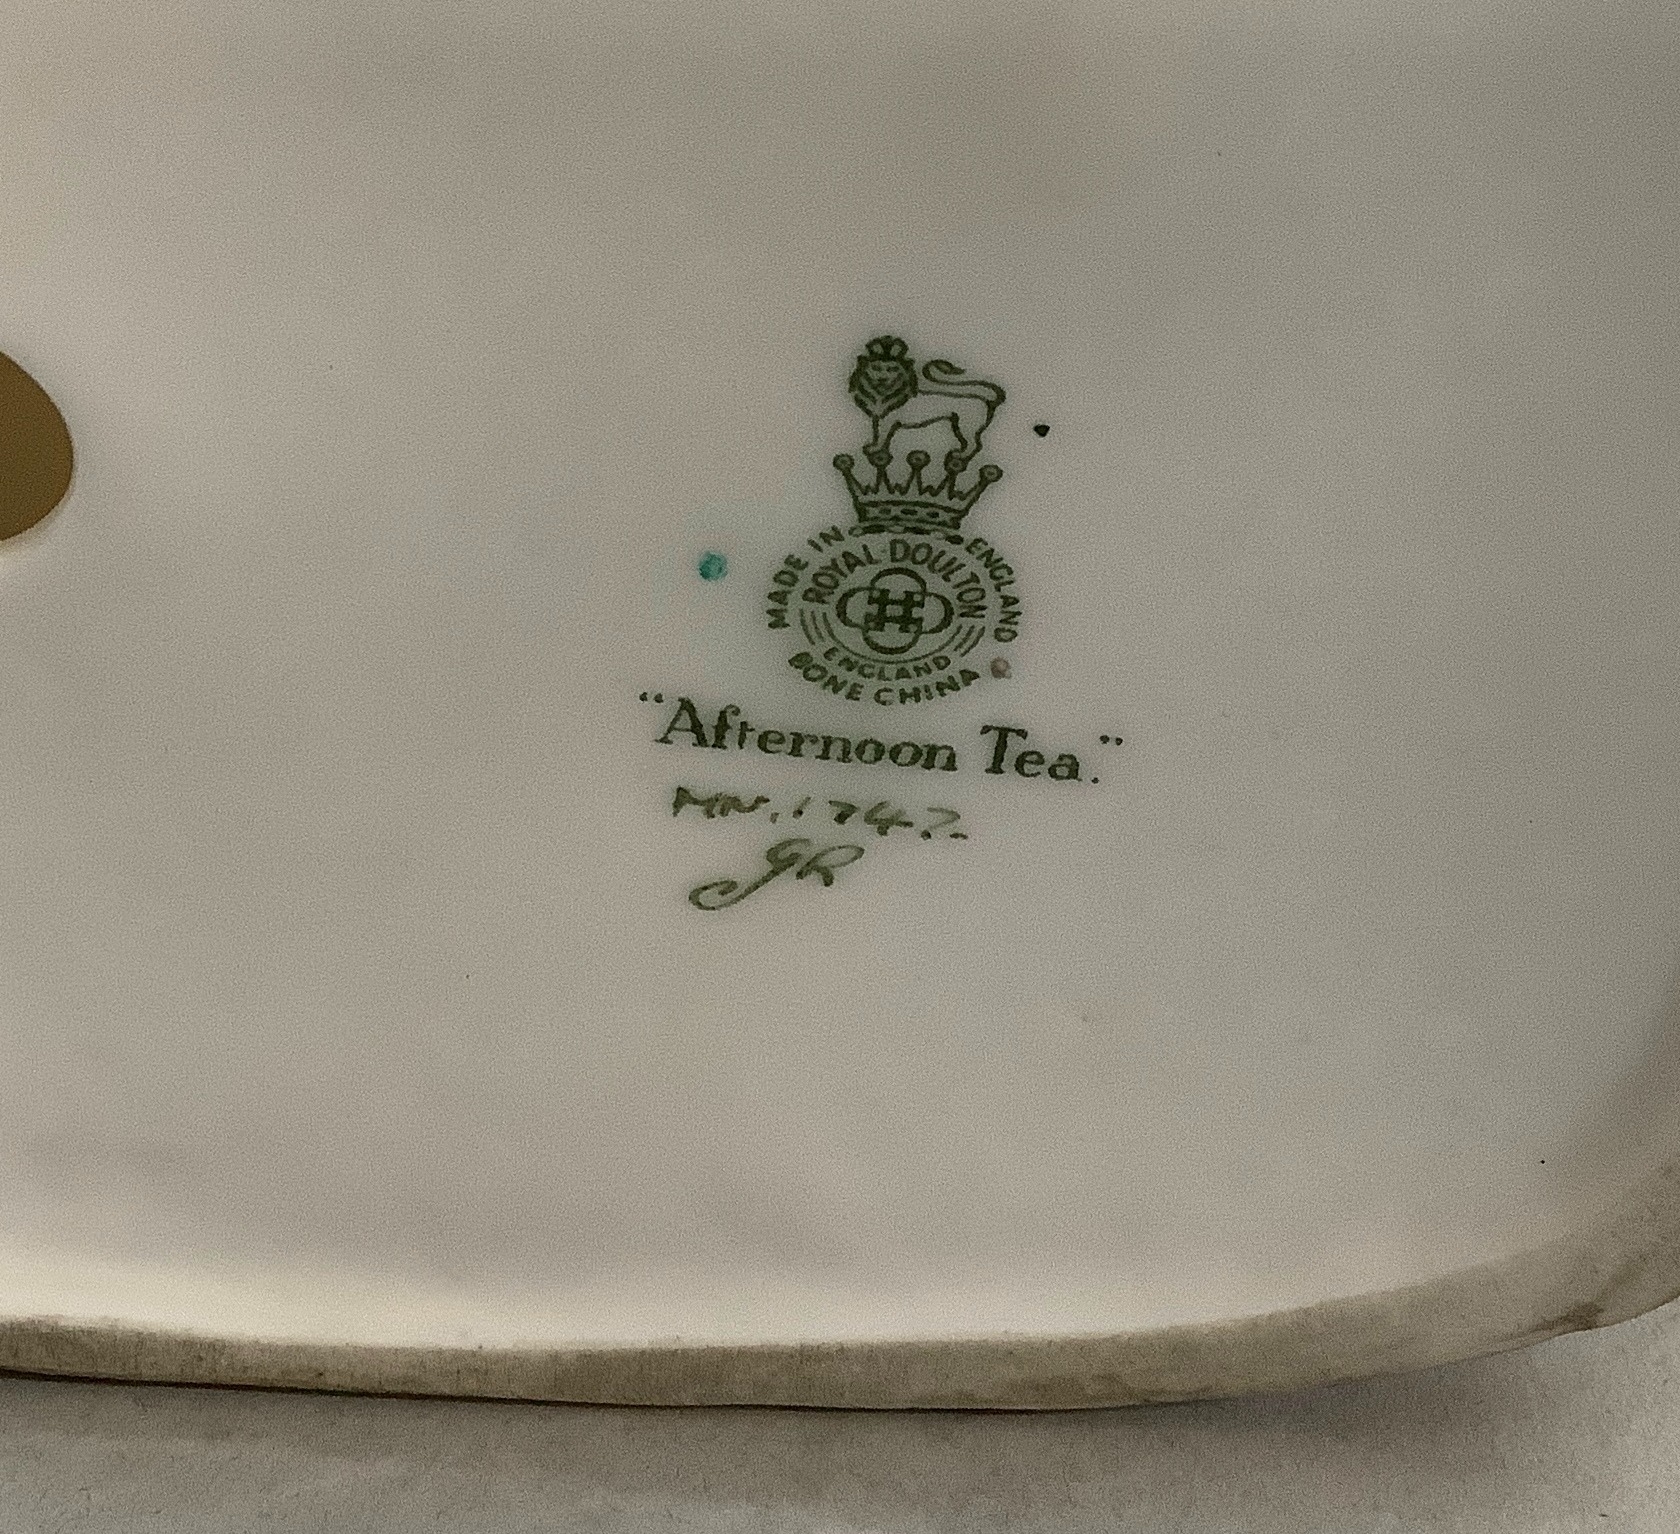 MADE IN ENGLAND
ROYAL DOULTON
ENGLAND
BONE CHINA
"Afternoon Tea."
HN.1747.